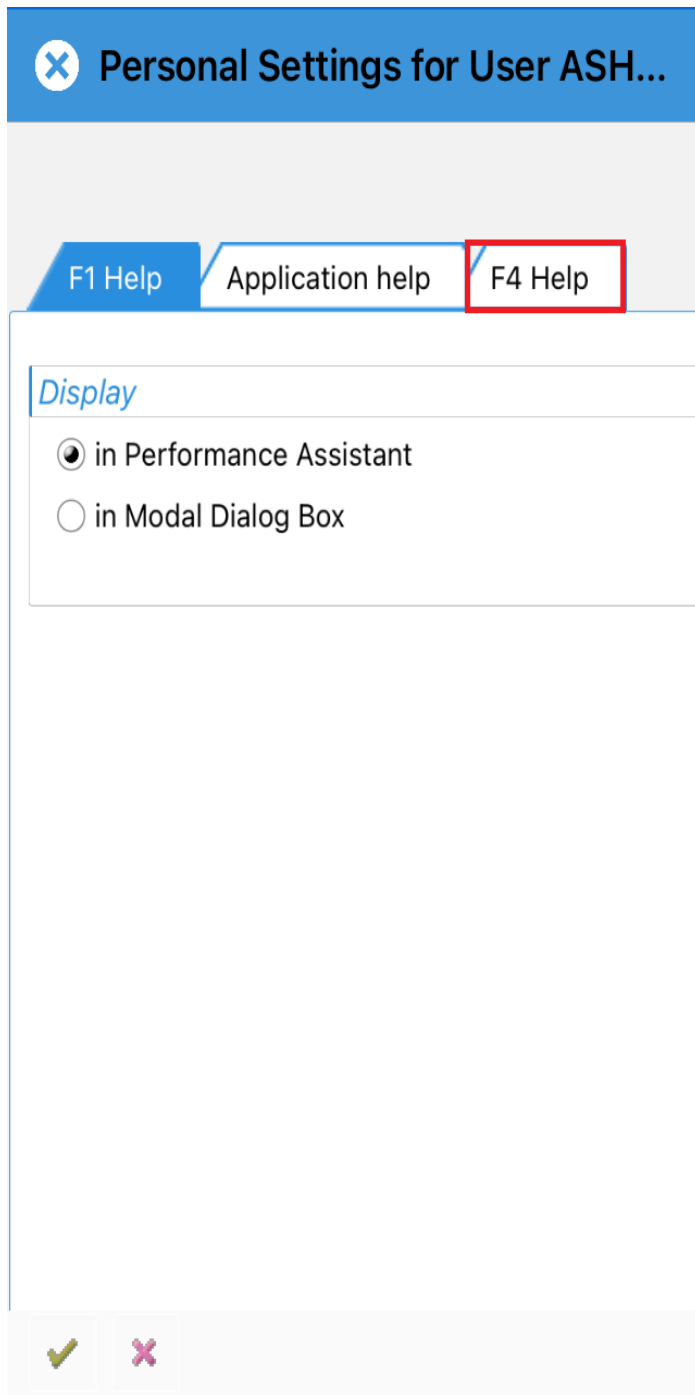 Personal Settings for User ASH...
F1 Help Application help F4 Help
Display
in Performance Assistant
in Modal Dialog Box